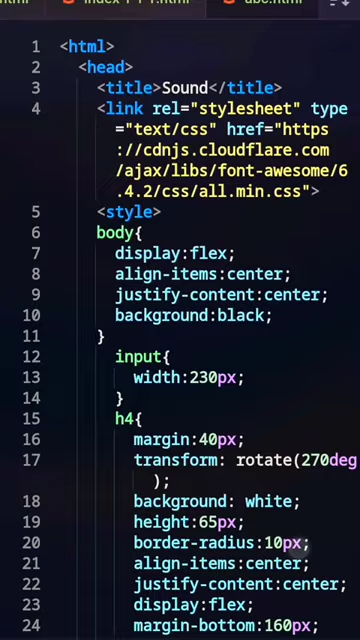 index-1-1-1.html
abc.html
1 <html>
2 <head>
3 <title>Sound</title>
4 <link rel="stylesheet" type
="text/css" href="https
://cdnjs.cloudflare.com
/ajax/libs/font-awesome/6
.4.2/css/all.min.css">
5 <style>
6 body{
7 display:flex;
8 align-items:center;
9 justify-content:center;
10 background:black;
11 }
12 input{
13 width:230px;
14 }
15 h4{
16 margin:40px;
17 transform: rotate(270deg
);
18 background: white;
19 height:65px;
20 border-radius:10px;
21 align-items:center;
22 justify-content:center;
23 display:flex;
24 margin-bottom:160px;